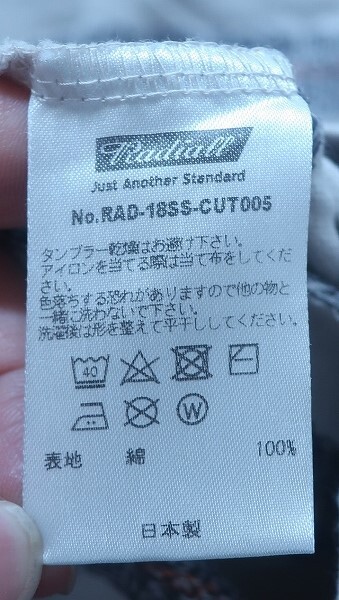 Radiall
Just Another Standard
No.RAD-18SS-CUT005
タンブラー乾燥はお避け下さい。
アイロンを当てる際は当て布をしてくだ
さい。
色落ちする恐れがありますので他の物と
一緒に洗わないで下さい。
洗濯後は形を整えて平干ししてください。
40
W
表地 綿 100%
日本製